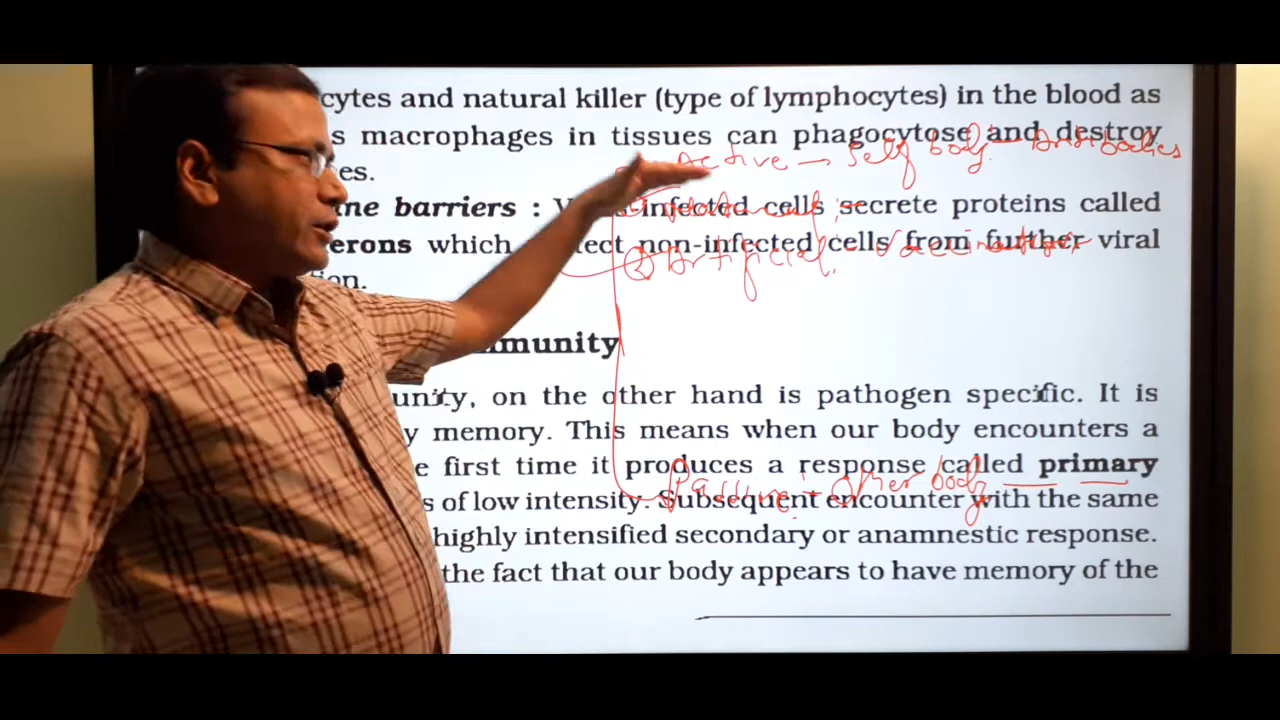 cytes and natural killer (type of lymphocytes) in the blood as
s macrophages in tissues can phagocytose and destroy
Active → Self body - Antibodies
es.
ne barriers : infected cells secrete proteins called
Natural :-
erons which tect non-infected cells from further viral
② Artificial : Vaccination
ion.
mmunity
unity, on the other hand is pathogen specific. It is
y memory. This means when our body encounters a
e first time it produces a response called primary
Passive - other body
s of low intensity. Subsequent encounter with the same
highly intensified secondary or anamnestic response.
the fact that our body appears to have memory of the